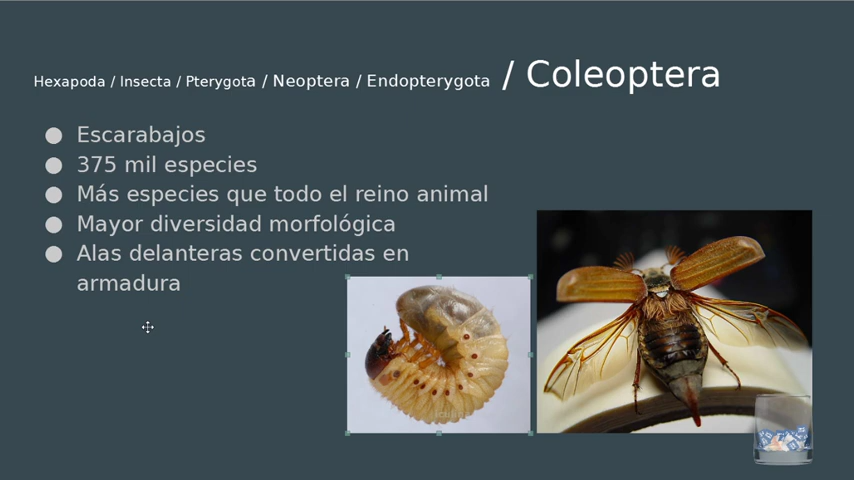 Hexapoda / Insecta / Pterygota / Neoptera / Endopterygota / Coleoptera
● Escarabajos
● 375 mil especies
● Más especies que todo el reino animal
● Mayor diversidad morfológica
● Alas delanteras convertidas en
armadura